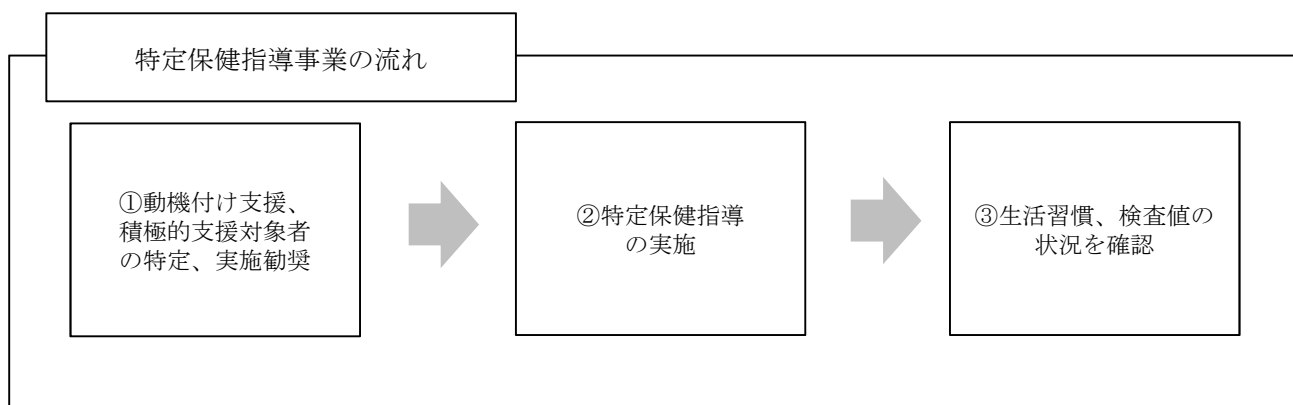 特定保健指導事業の流れ
①動機付け支援、
積極的支援対象者
の特定、実施勧奨
②特定保健指導
の実施
③生活習慣、検査値の
状況を確認